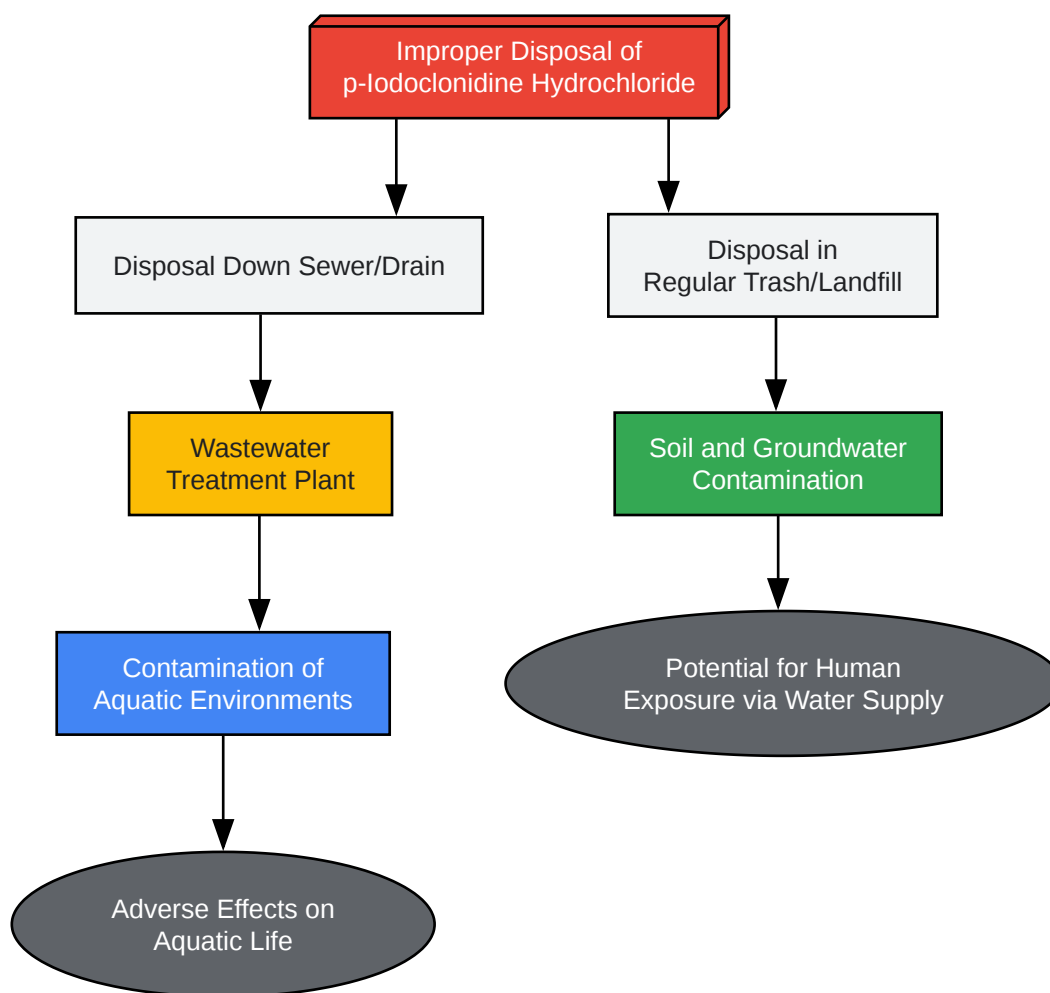 Improper Disposal of
p-Iodoclonidine Hydrochloride
Disposal Down Sewer/Drain
Disposal in
Regular Trash/Landfill
Wastewater
Treatment Plant
Soil and Groundwater
Contamination
Contamination of
Aquatic Environments
Potential for Human
Exposure via Water Supply
Adverse Effects on
Aquatic Life